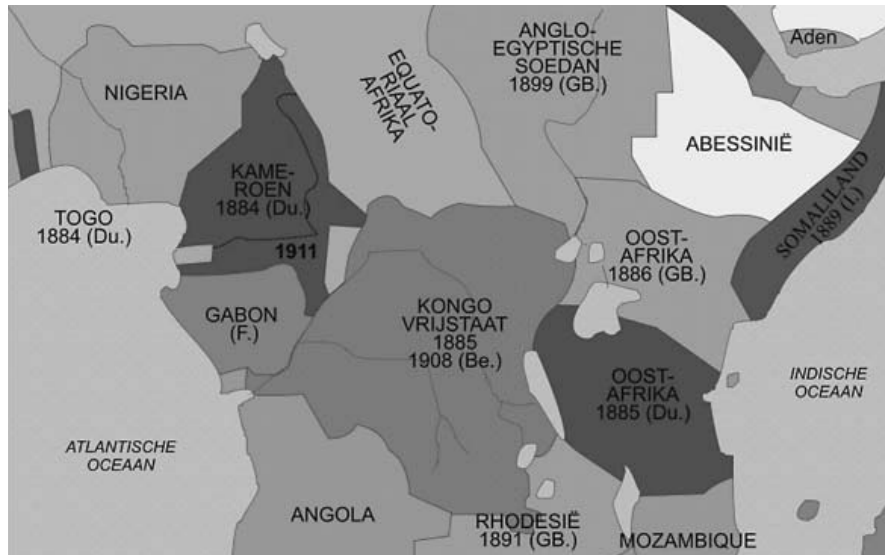 ANGLO-
EGYPTISCHE
SOEDAN
1899 (GB.)
Aden
EQUATO-
RIAAL
AFRIKA
NIGERIA
ABESSINIË
KAME-
ROEN
1884 (Du.)
TOGO
1884 (Du.)
SOMALILAND
1889 (I.)
1911
OOST-
AFRIKA
1886 (GB.)
GABON
(F.)
KONGO
VRIJSTAAT
1885
1908 (Be.)
OOST-
AFRIKA
1885 (Du.)
INDISCHE
OCEAAN
ATLANTISCHE
OCEAAN
ANGOLA
RHODESIË
1891 (GB.)
MOZAMBIQUE